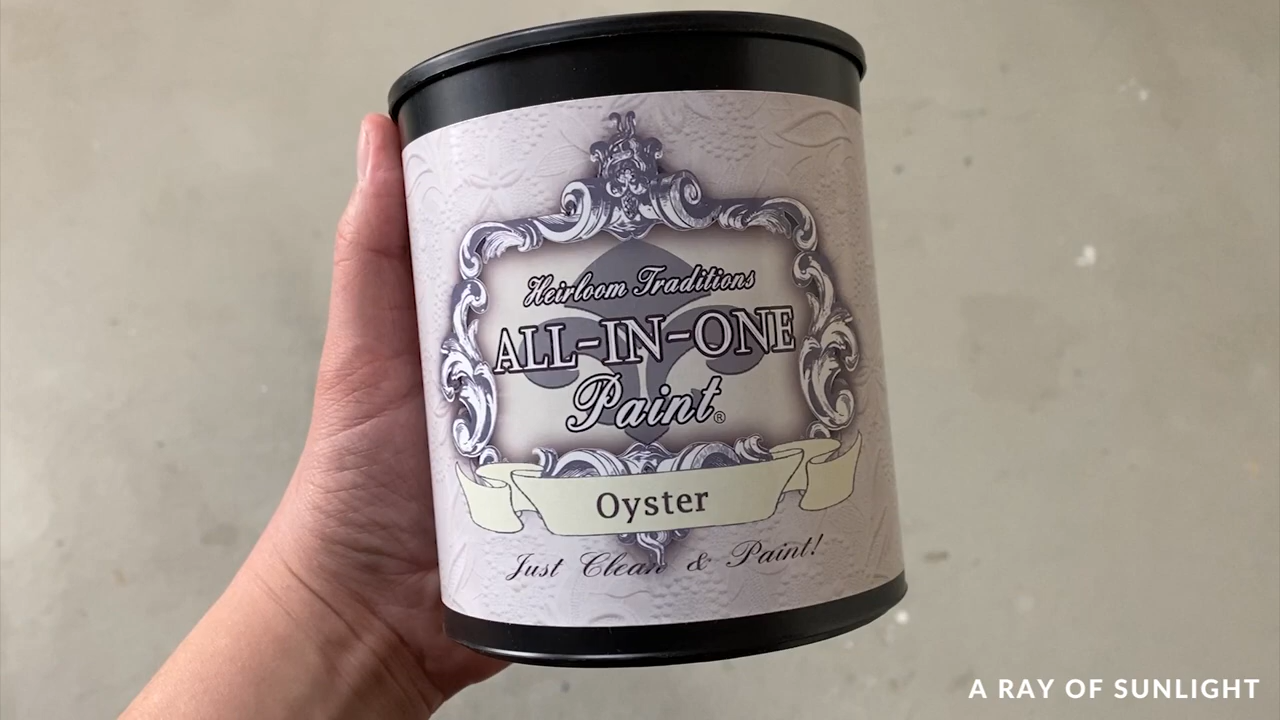 Heirloom Traditions
ALL-IN-ONE
Paint®
Oyster
Just Clean & Paint!
A RAY OF SUNLIGHT